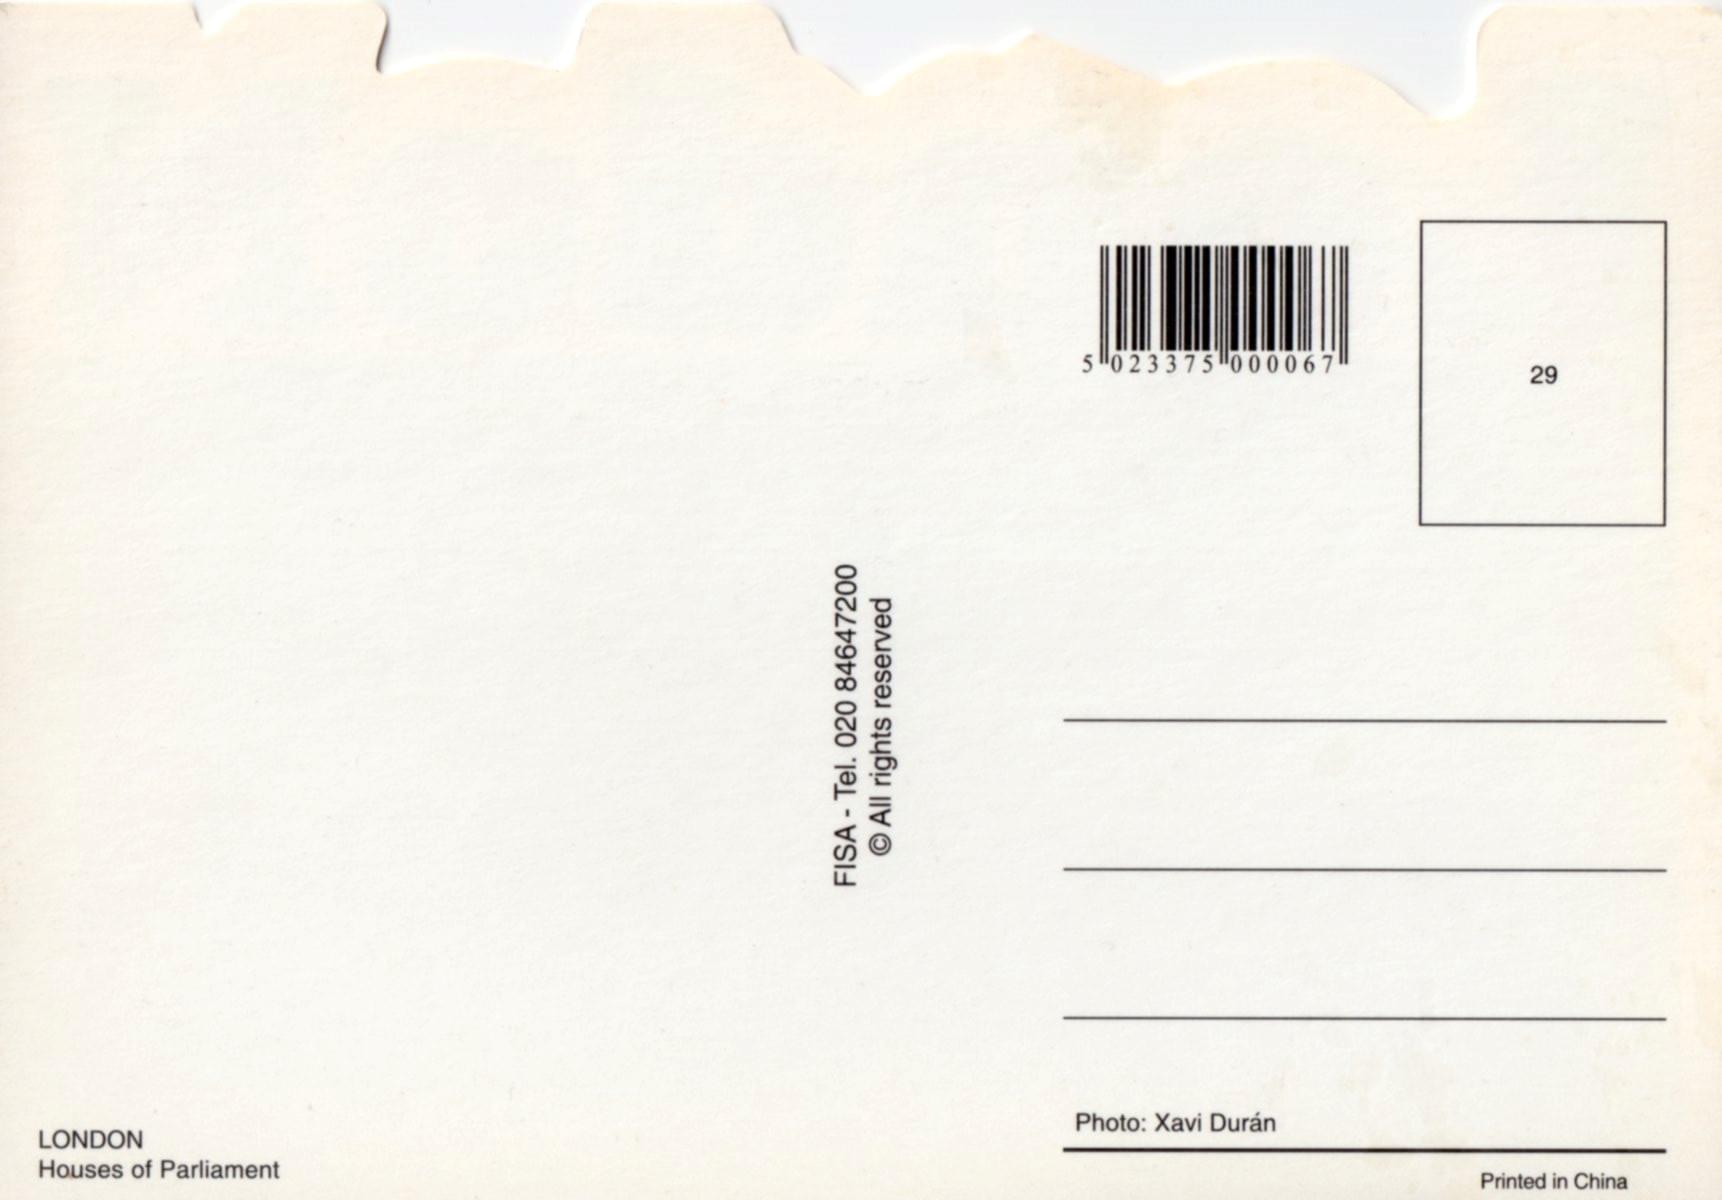 5 023375 000067
29
FISA - Tel. 020 84647200
© All rights reserved
Photo: Xavi Durán
LONDON
Houses of Parliament
Printed in China